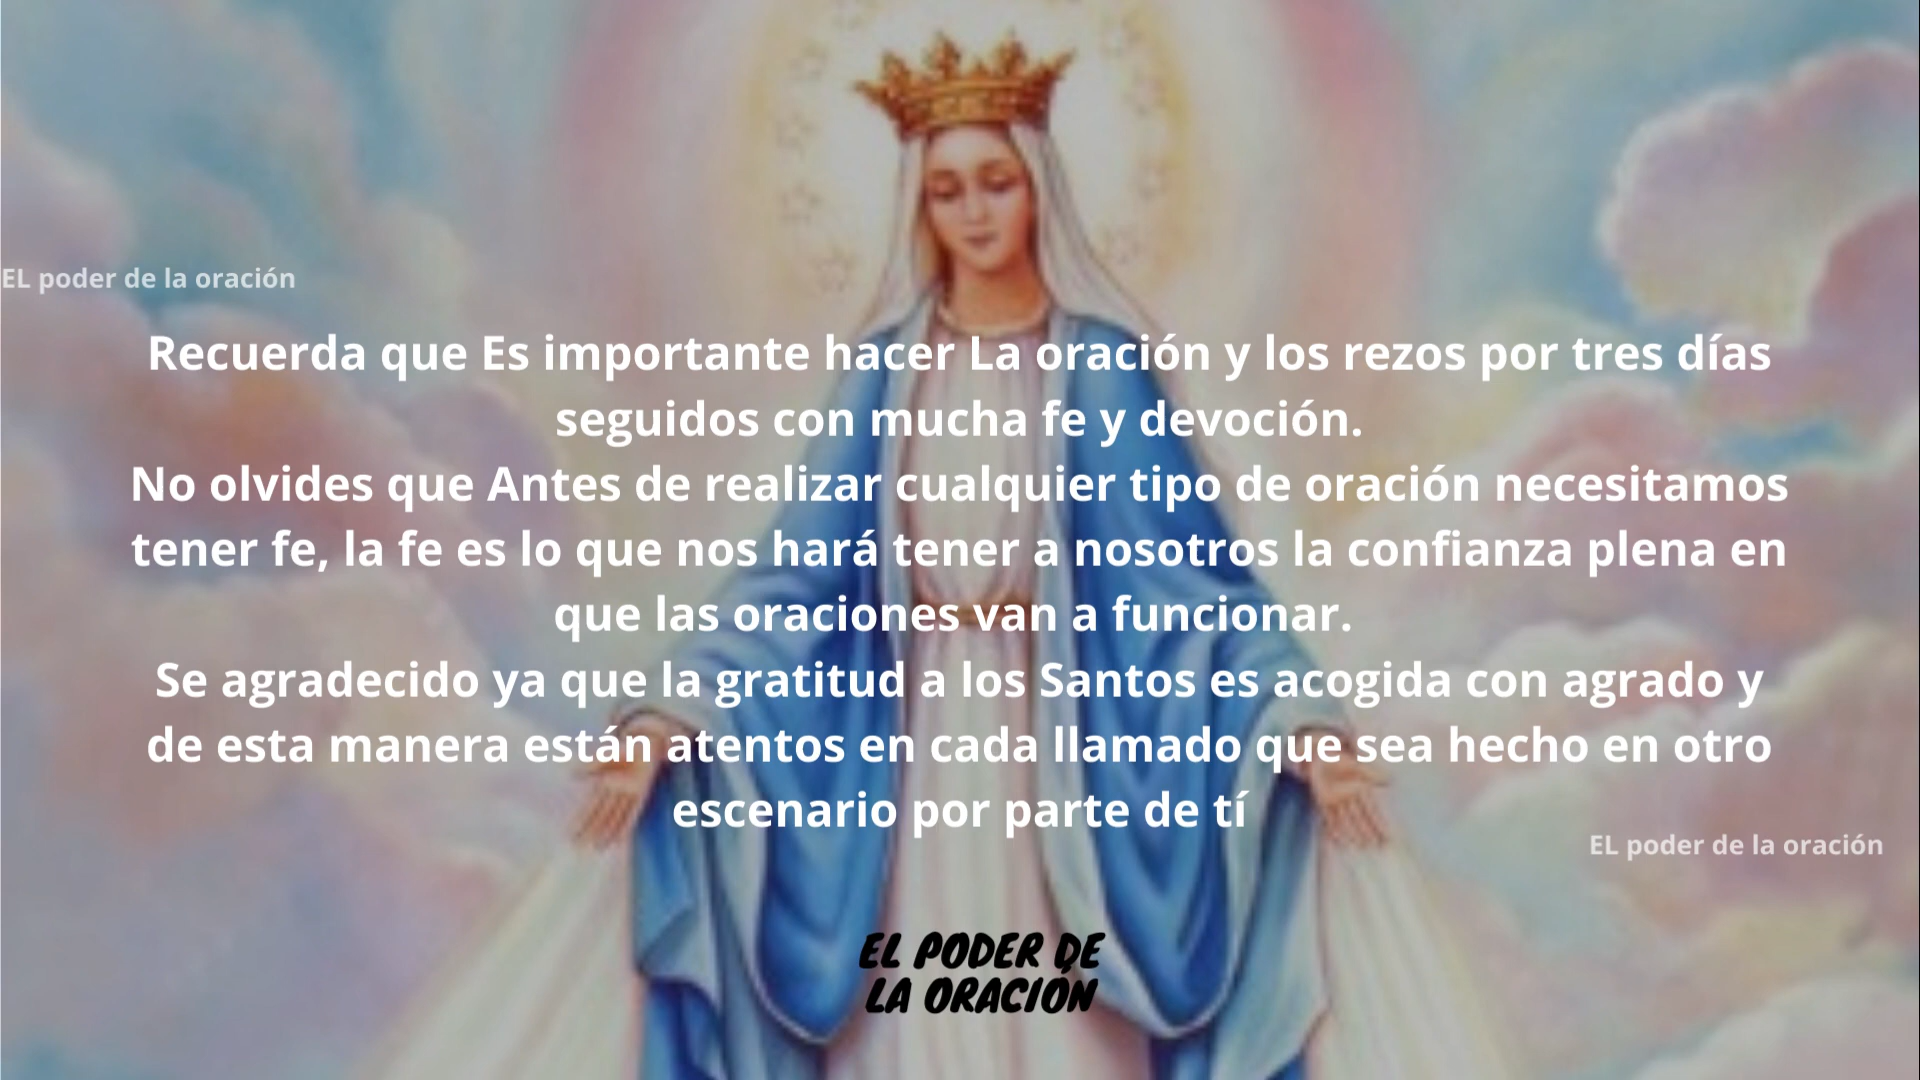 EL poder de la oración
Recuerda que Es importante hacer La oración y los rezos por tres días
seguidos con mucha fe y devoción.
No olvides que Antes de realizar cualquier tipo de oración necesitamos
tener fe, la fe es lo que nos hará tener a nosotros la confianza plena en
que las oraciones van a funcionar.
Se agradecido ya que la gratitud a los Santos es acogida con agrado y
de esta manera están atentos en cada llamado que sea hecho en otro
escenario por parte de tí
EL poder de la oración
EL PODER DE
LA ORACIÓN